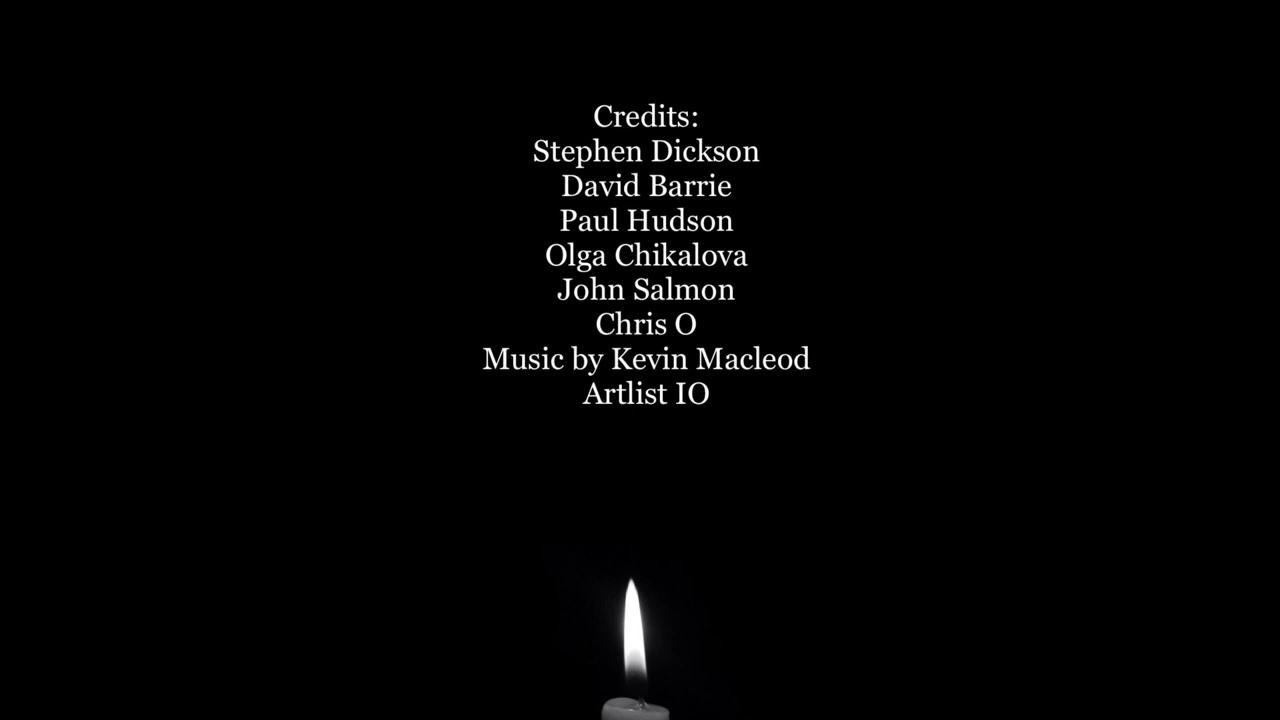 Credits:
Stephen Dickson
David Barrie
Paul Hudson
Olga Chikalova
John Salmon
Chris O
Music by Kevin Macleod
Artlist IO